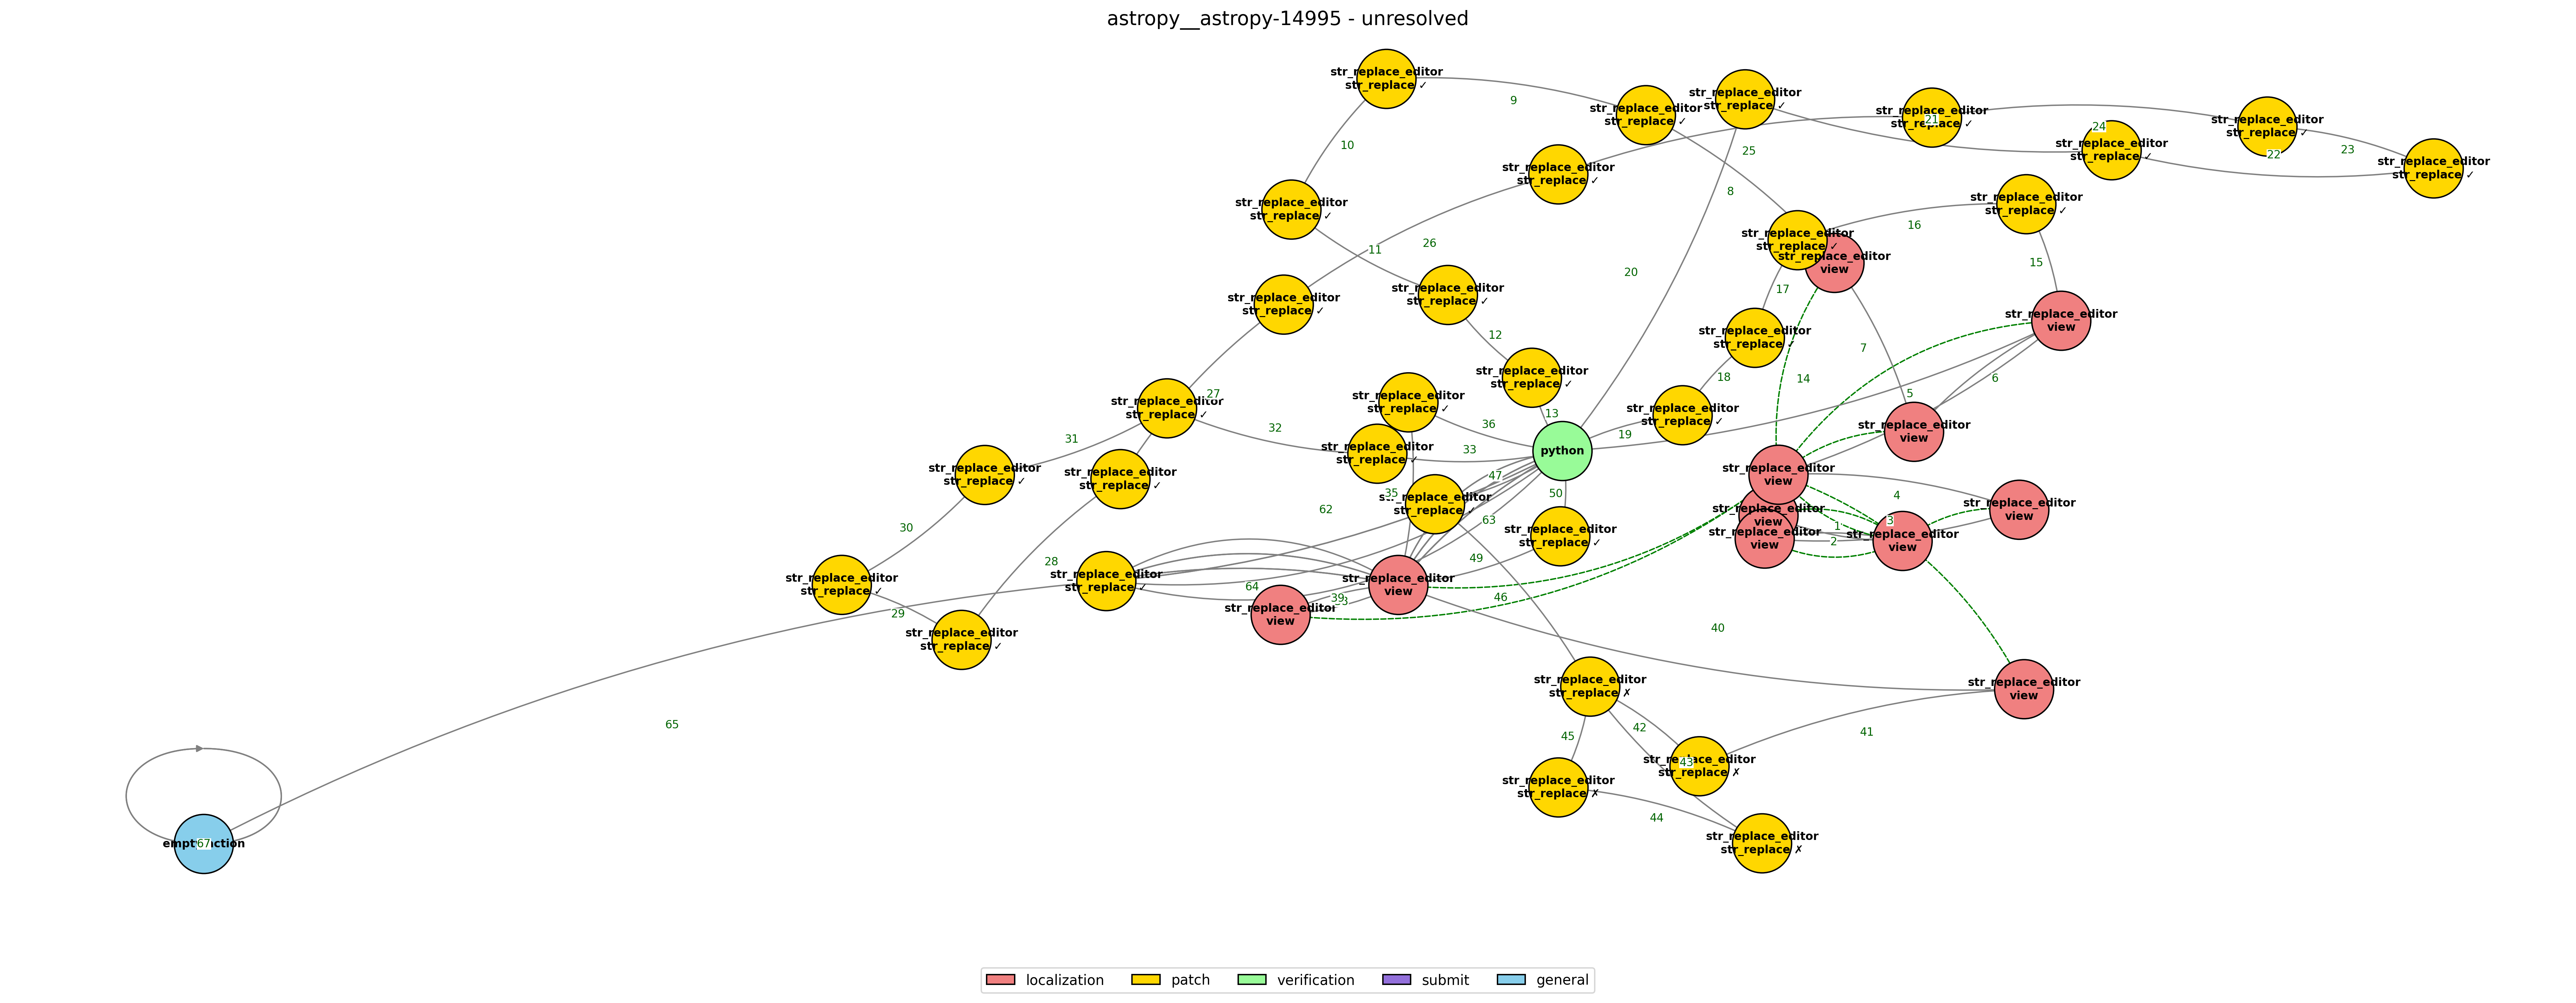 astropy__astropy-14995 - unresolved
str_replace_editor
str_replace ✓
9
str_replace_editor
str_replace ✓
str_replace_editor
str_replace ✓
str_replace_editor
str_replace ✓
21
24
str_replace_editor
str_replace ✓
str_replace_editor
str_replace ✓
22
23
str_replace_editor
str_replace ✓
10
25
str_replace_editor
str_replace ✓
8
str_replace_editor
str_replace ✓
str_replace_editor
str_replace ✓
16
11
26
str_replace_editor
str_replace ✓
str_replace_editor
view
15
20
17
str_replace_editor
str_replace ✓
str_replace_editor
str_replace ✓
str_replace_editor
view
12
str_replace_editor
str_replace ✓
7
18
14
6
str_replace_editor
str_replace ✓
5
27
str_replace_editor
str_replace ✓
str_replace_editor
str_replace ✓
13
str_replace_editor
str_replace ✓
36
32
31
19
str_replace_editor
view
str_replace_editor
str_replace ✓
33
python
str_replace_editor
str_replace ✓
str_replace_editor
str_replace ✓
47
str_replace_editor
view
35
50
4
str_replace_editor
str_replace ✓
62
63
str_replace_editor
view
str_replace_editor
view
3
1
30
str_replace_editor
str_replace ✓
str_replace_editor
view
2
str_replace_editor
view
49
28
str_replace_editor
str_replace ✓
str_replace_editor
str_replace ✓
64
str_replace_editor
view
39
46
29
str_replace_editor
view
40
str_replace_editor
str_replace ✓
str_replace_editor
str_replace ✗
str_replace_editor
view
65
42
45
41
43
str_replace_editor
str_replace ✗
str_replace_editor
str_replace ✗
44
str_replace_editor
str_replace ✗
67
localization
patch
verification
submit
general